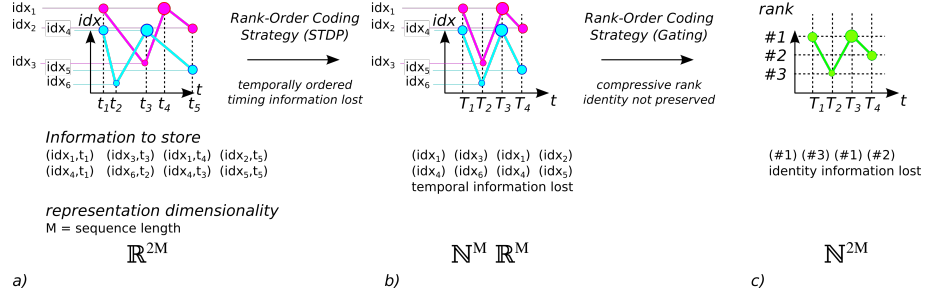 idx₁
idx₂
idx₄
idx
idx₃
idx₅
idx₆
t₁ t₂ t₃ t₄ t₅
t
Rank-Order Coding
Strategy (STDP)
temporally ordered
timing information lost
idx₁
idx₂
idx₄
idx
idx₃
idx₅
idx₆
T₁ T₂ T₃ T₄
t
Rank-Order Coding
Strategy (Gating)
compressive rank
identity not preserved
rank
#1
#2
#3
T₁ T₂ T₃ T₄
t
Information to store
(idx₁,t₁) (idx₃,t₃) (idx₁,t₄) (idx₂,t₅)
(idx₄,t₁) (idx₆,t₂) (idx₄,t₃) (idx₅,t₅)
(idx₁) (idx₃) (idx₁) (idx₂)
(idx₄) (idx₆) (idx₄) (idx₅)
temporal information lost
(#1) (#3) (#1) (#2)
identity information lost
representation dimensionality
M = sequence length
ℝ²ᴹ
ℕᴹ ℝᴹ
ℕ²ᴹ
a)
b)
c)